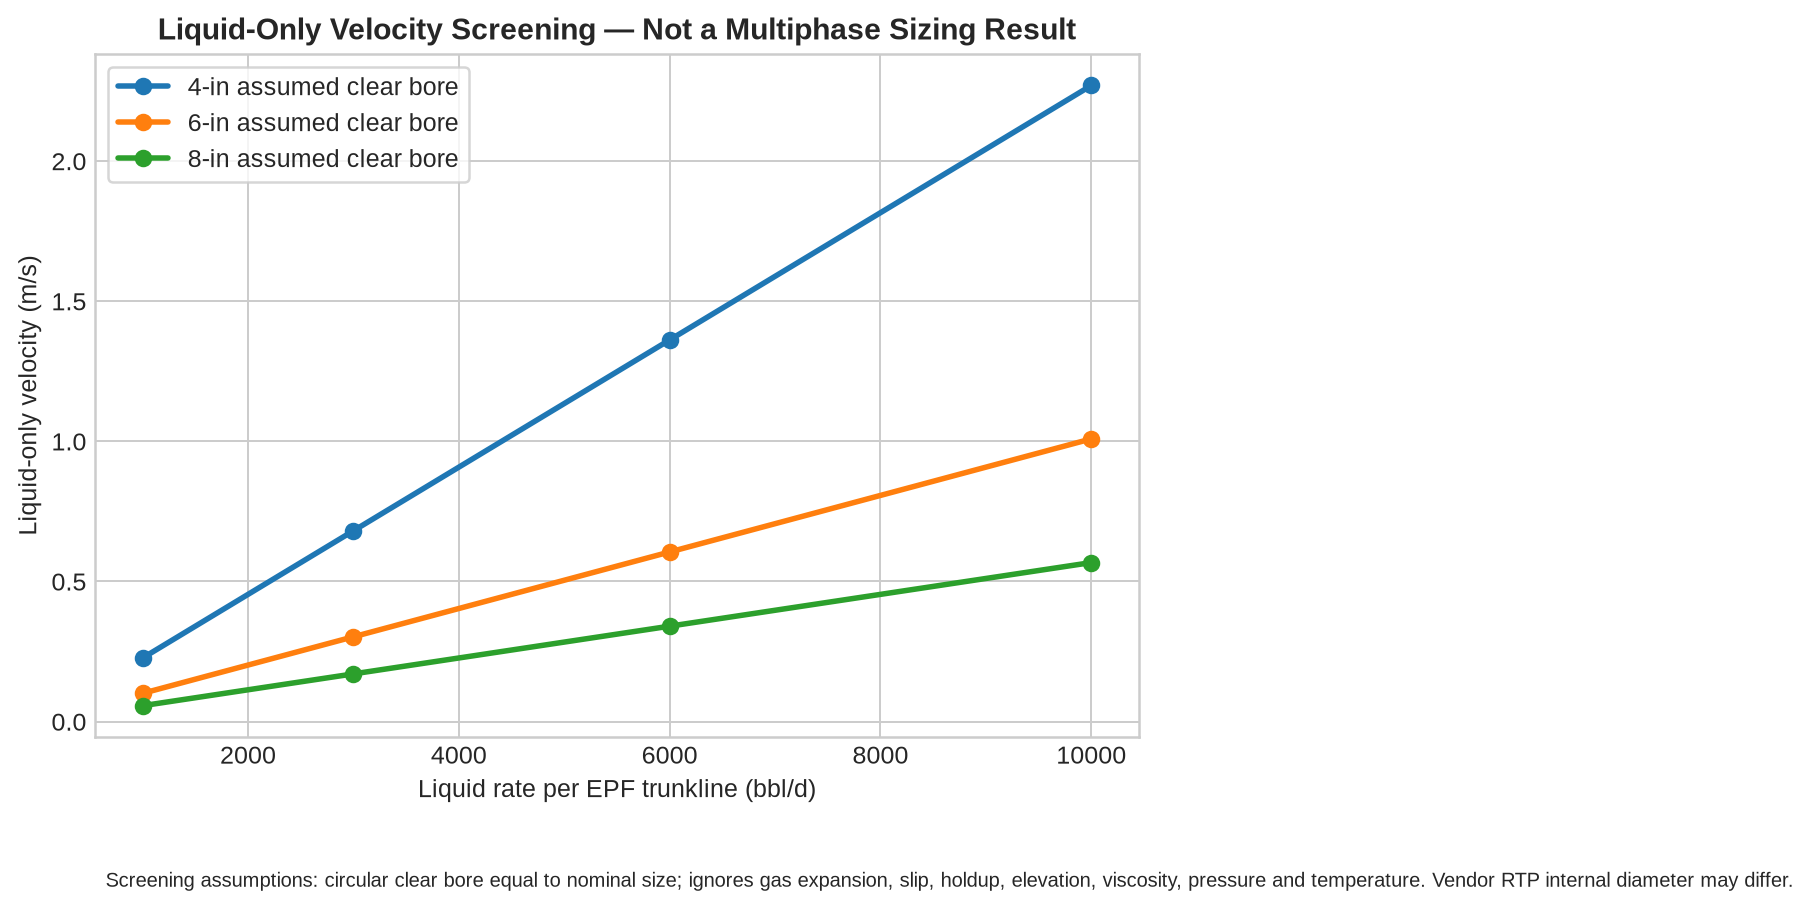 Liquid-Only Velocity Screening — Not a Multiphase Sizing Result
4-in assumed clear bore
6-in assumed clear bore
8-in assumed clear bore
2.0
1.5
1.0
0.5
0.0
Liquid-only velocity (m/s)
2000 4000 6000 8000 10000
Liquid rate per EPF trunkline (bbl/d)
Screening assumptions: circular clear bore equal to nominal size; ignores gas expansion, slip, holdup, elevation, viscosity, pressure and temperature. Vendor RTP internal diameter may differ.